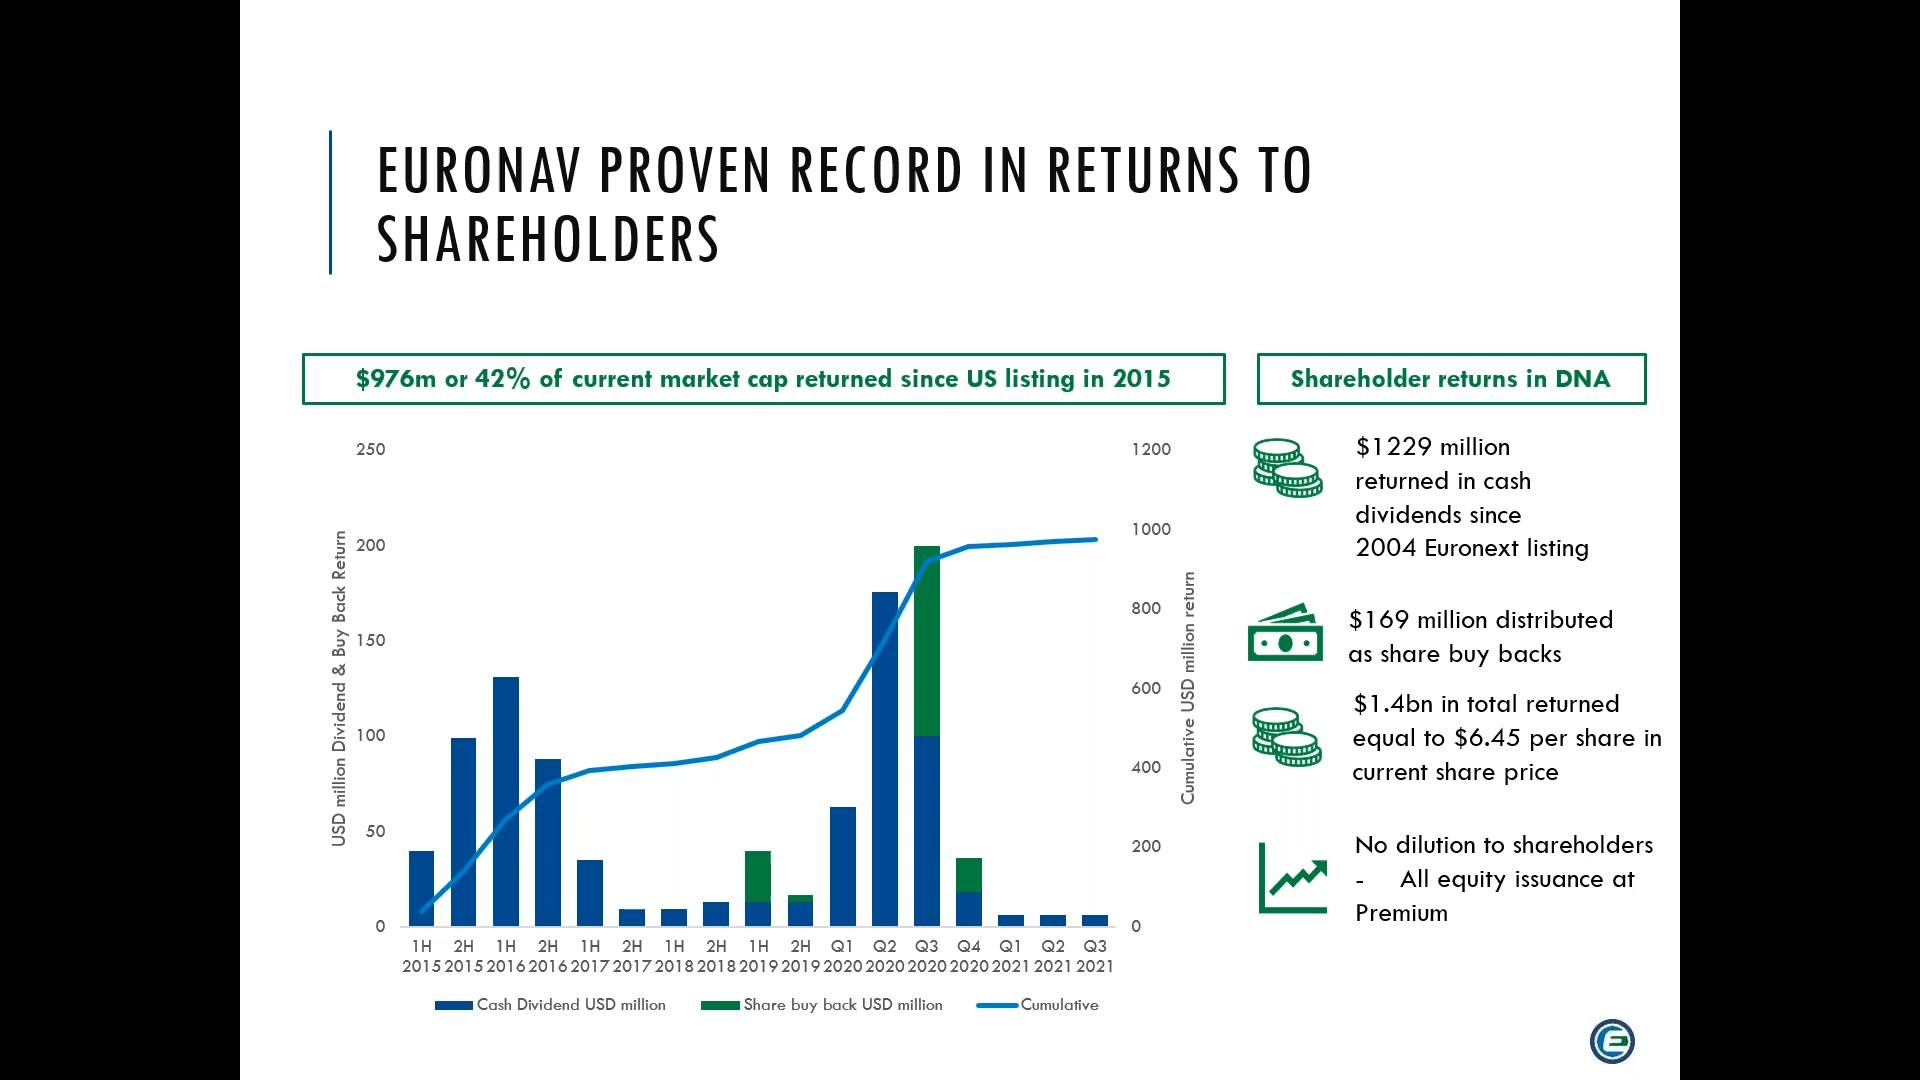 EURONAV PROVEN RECORD IN RETURNS TO
SHAREHOLDERS
$976m or 42% of current market cap returned since US listing in 2015
Shareholder returns in DNA
USD million Dividend & Buy Back Return
250
200
150
100
50
0
1200
1000
800
600
400
200
0
Cumulative USD million return
1H 2H 1H 2H 1H 2H 1H 2H 1H 2H Q1 Q2 Q3 Q4 Q1 Q2 Q3
2015 2015 2016 2016 2017 2017 2018 2018 2019 2019 2020 2020 2020 2020 2021 2021 2021
Cash Dividend USD million
Share buy back USD million
Cumulative
$1229 million
returned in cash
dividends since
2004 Euronext listing
$169 million distributed
as share buy backs
$1.4bn in total returned
equal to $6.45 per share in
current share price
No dilution to shareholders
- All equity issuance at
Premium